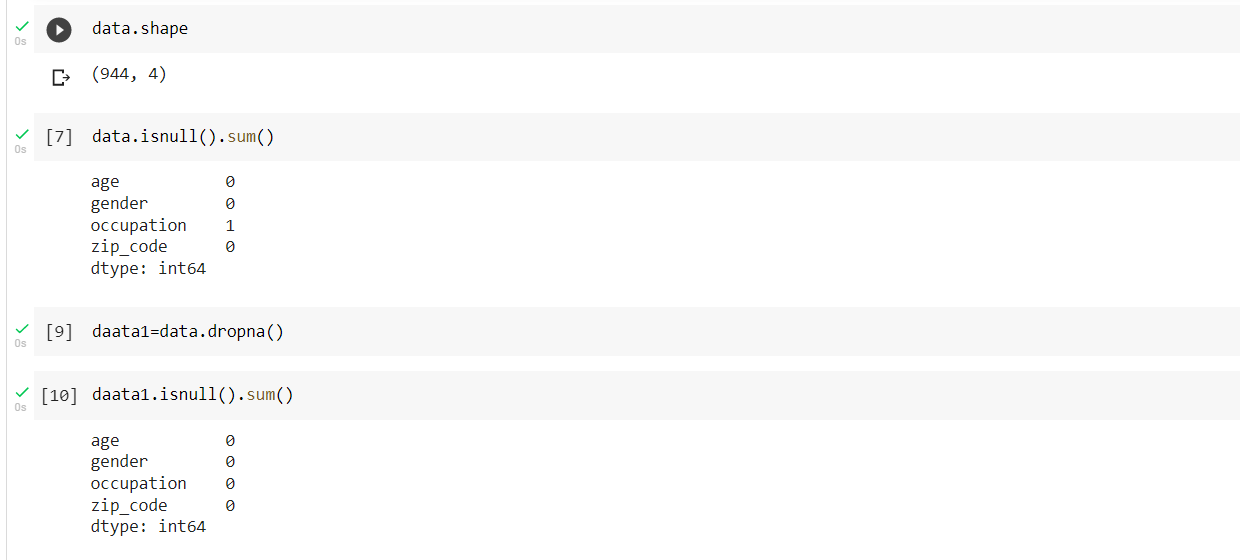 data.shape
0s
(944, 4)
[7] data.isnull().sum()
0s
age 0
gender 0
occupation 1
zip_code 0
dtype: int64
[9] daata1=data.dropna()
0s
[10] daata1.isnull().sum()
0s
age 0
gender 0
occupation 0
zip_code 0
dtype: int64